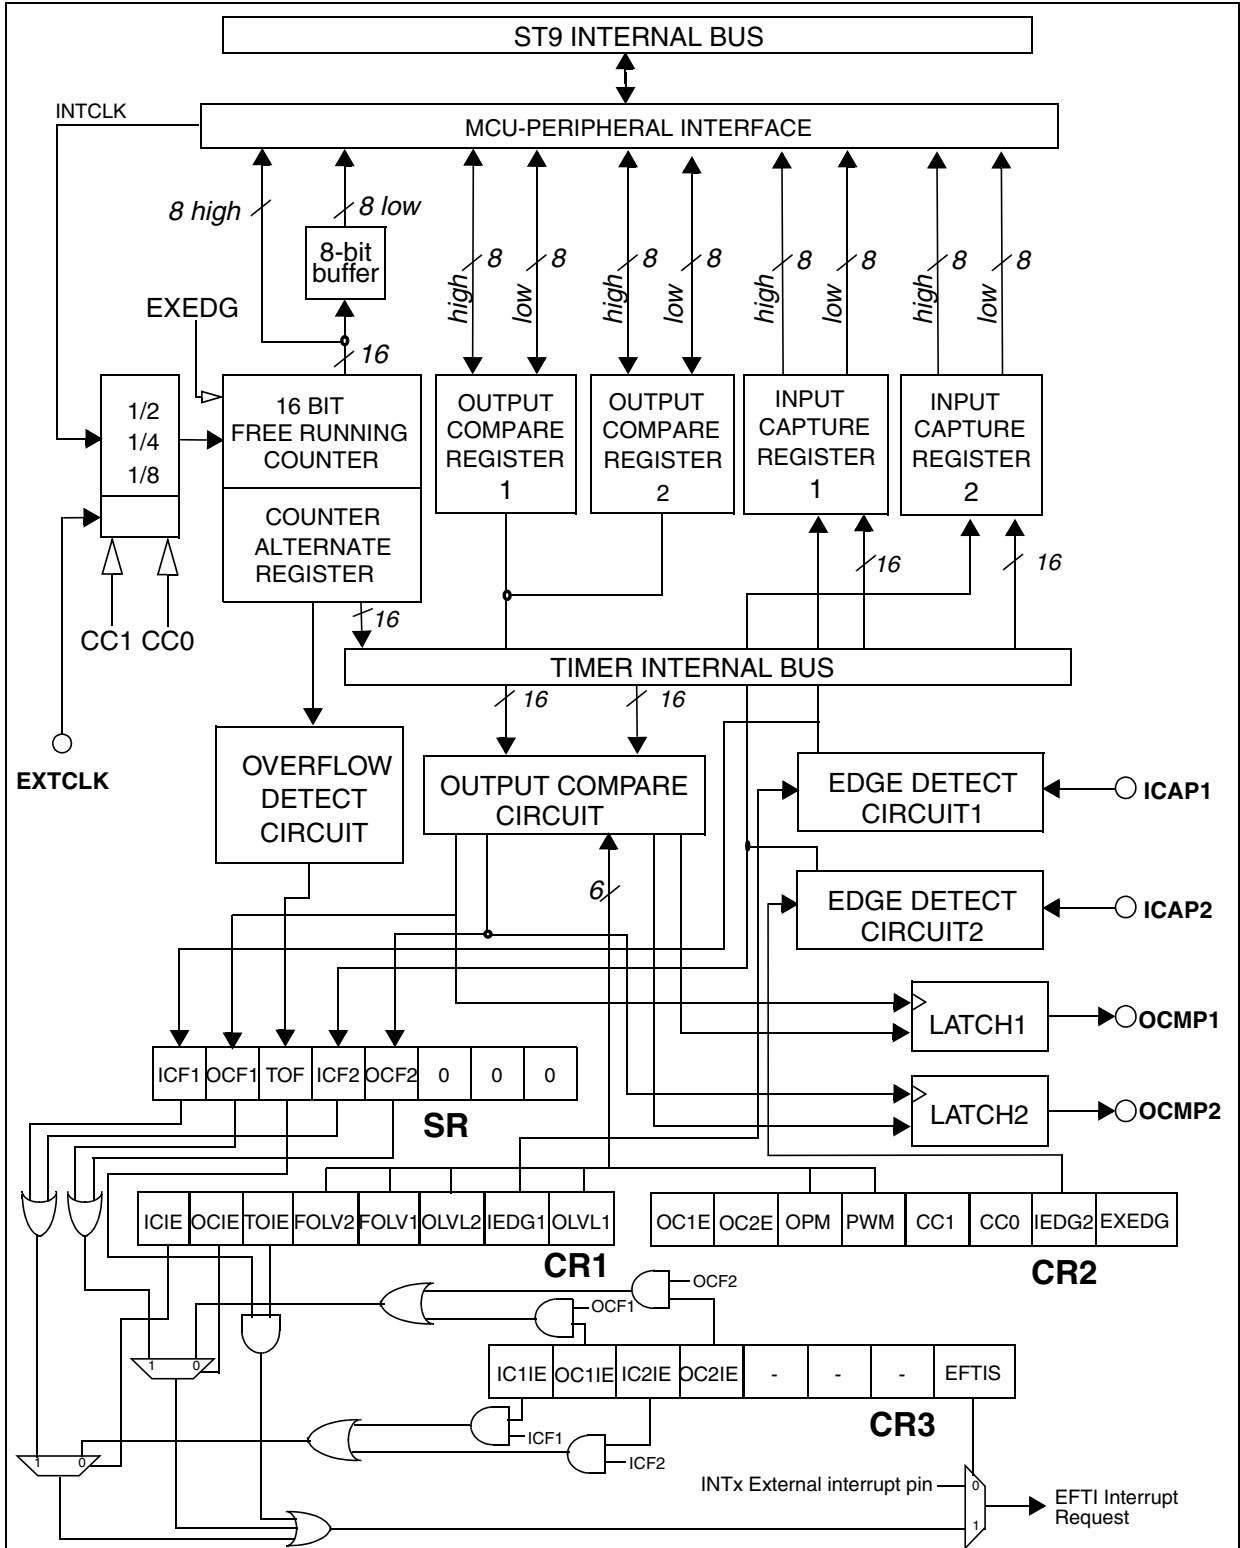 ST9 INTERNAL BUS
INTCLK
MCU-PERIPHERAL INTERFACE
8 high
8 low
8-bit
buffer
high
8
low
8
high
8
low
8
high
8
low
8
high
8
low
8
EXEDG
16
1/2
1/4
1/8
16 BIT
FREE RUNNING
COUNTER
COUNTER
ALTERNATE
REGISTER
OUTPUT
COMPARE
REGISTER
1
OUTPUT
COMPARE
REGISTER
2
INPUT
CAPTURE
REGISTER
1
INPUT
CAPTURE
REGISTER
2
CC1 CC0
16
16
16
TIMER INTERNAL BUS
16
16
EXTCLK
OVERFLOW
DETECT
CIRCUIT
OUTPUT COMPARE
CIRCUIT
EDGE DETECT
CIRCUIT1
ICAP1
6
EDGE DETECT
CIRCUIT2
ICAP2
LATCH1
OCMP1
LATCH2
OCMP2
ICF1 OCF1 TOF ICF2 OCF2 0 0 0
SR
ICIE OCIE TOIE FOLV2 FOLV1 OLVL2 IEDG1 OLVL1
CR1
OC1E OC2E OPM PWM CC1 CC0 IEDG2 EXEDG
CR2
OCF2
OCF1
1 0
IC1IE OC1IE IC2IE OC2IE - - - EFTIS
CR3
ICF1
ICF2
1 0
INTx External interrupt pin
0
1
EFTI Interrupt
Request